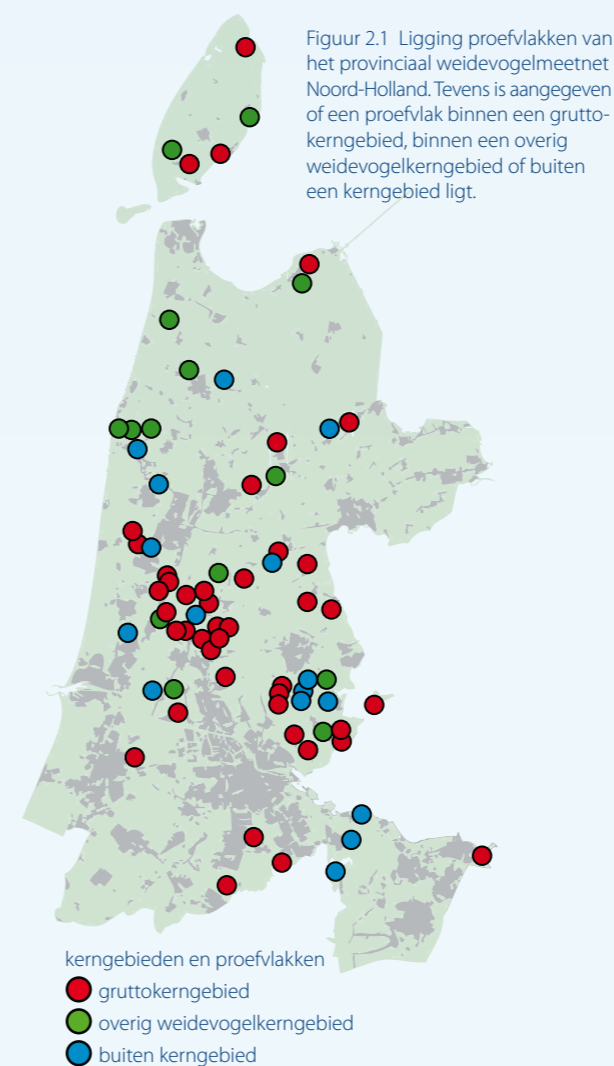 Figuur 2.1 Ligging proefvlakken van
het provinciaal weidevogelmeetnet
Noord-Holland. Tevens is aangegeven
of een proefvlak binnen een grutto-
kerngebied, binnen een overig
weidevogelkerngebied of buiten
een kerngebied ligt.
kerngebieden en proefvlakken
gruttokerngebied
overig weidevogelkerngebied
buiten kerngebied